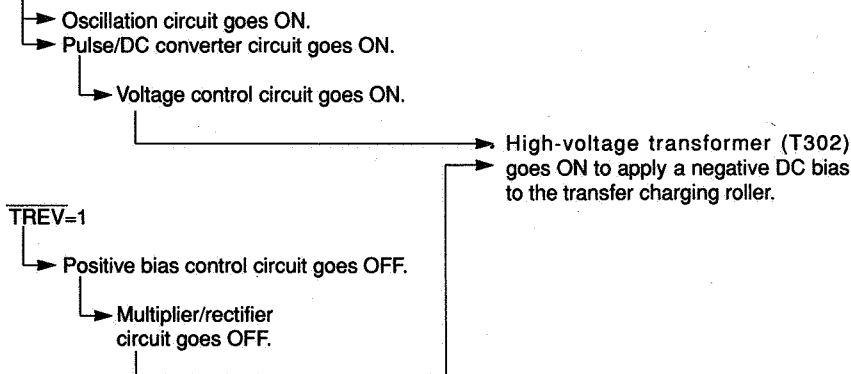 Oscillation circuit goes ON.
Pulse/DC converter circuit goes ON.
Voltage control circuit goes ON.
High-voltage transformer (T302)
goes ON to apply a negative DC bias
to the transfer charging roller.
TREV=1
Positive bias control circuit goes OFF.
Multiplier/rectifier
circuit goes OFF.